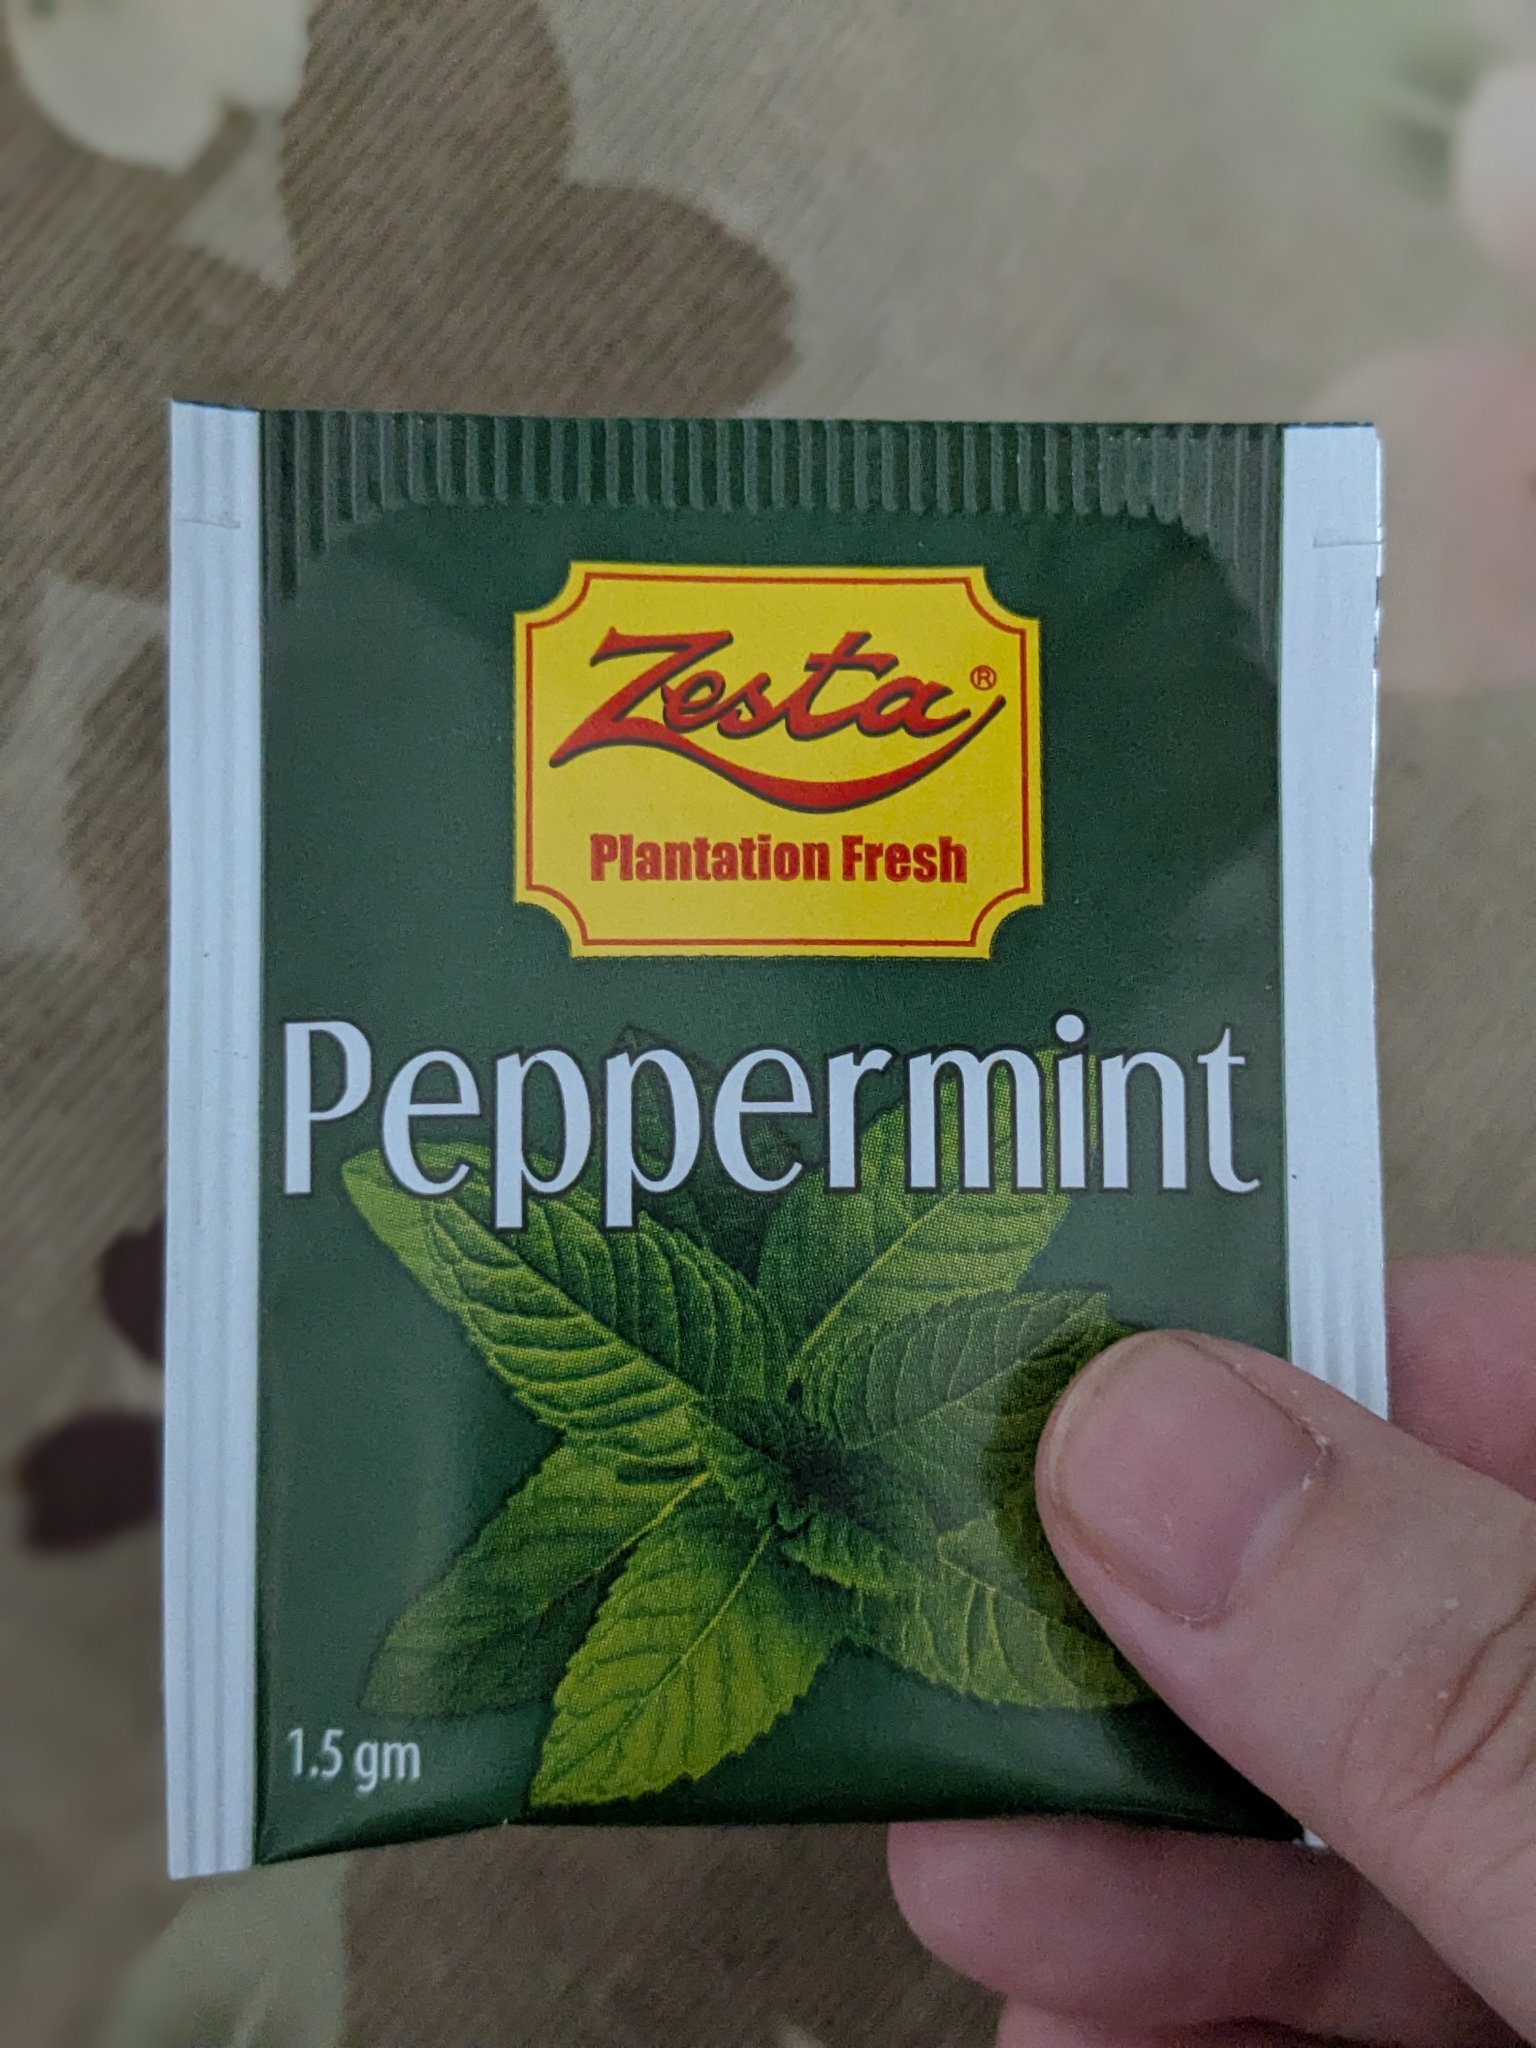 Zesta®
Plantation Fresh
Peppermint
1.5 gm